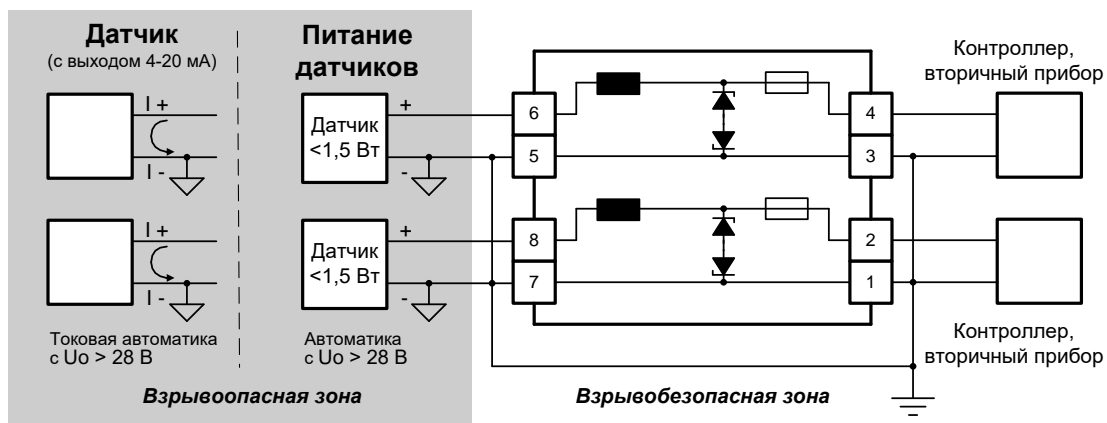 Датчик
(с выходом 4-20 мА)
I +
I -
I +
I -
Токовая автоматика
с Uo > 28 В
Питание
датчиков
Датчик
<1,5 Вт
+
-
Датчик
<1,5 Вт
+
-
Автоматика
с Uo > 28 В
Взрывоопасная зона
6
5
8
7
4
3
2
1
Контроллер,
вторичный прибор
Контроллер,
вторичный прибор
Взрывобезопасная зона